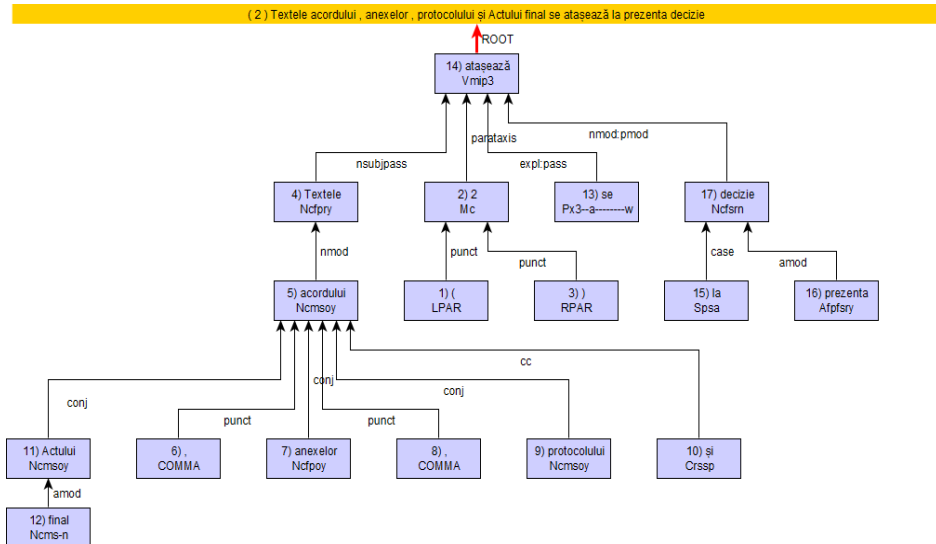 ( 2 ) Textele acordului , anexelor , protocolului și Actului final se atașează la prezenta decizie
ROOT
14) atașează
Vmip3
nsubjpass
parataxis
expl:pass
nmod:pmod
4) Textele
Ncfpry
2) 2
Mc
13) se
Px3--a--------w
17) decizie
Ncfsrn
nmod
punct
punct
case
amod
5) acordului
Ncmsoy
1) (
LPAR
3) )
RPAR
15) la
Spsa
16) prezenta
Afpfsry
conj
punct
conj
punct
conj
cc
11) Actului
Ncmsoy
6) ,
COMMA
7) anexelor
Ncfpoy
8) ,
COMMA
9) protocolului
Ncmsoy
10) și
Crssp
amod
12) final
Ncms-n